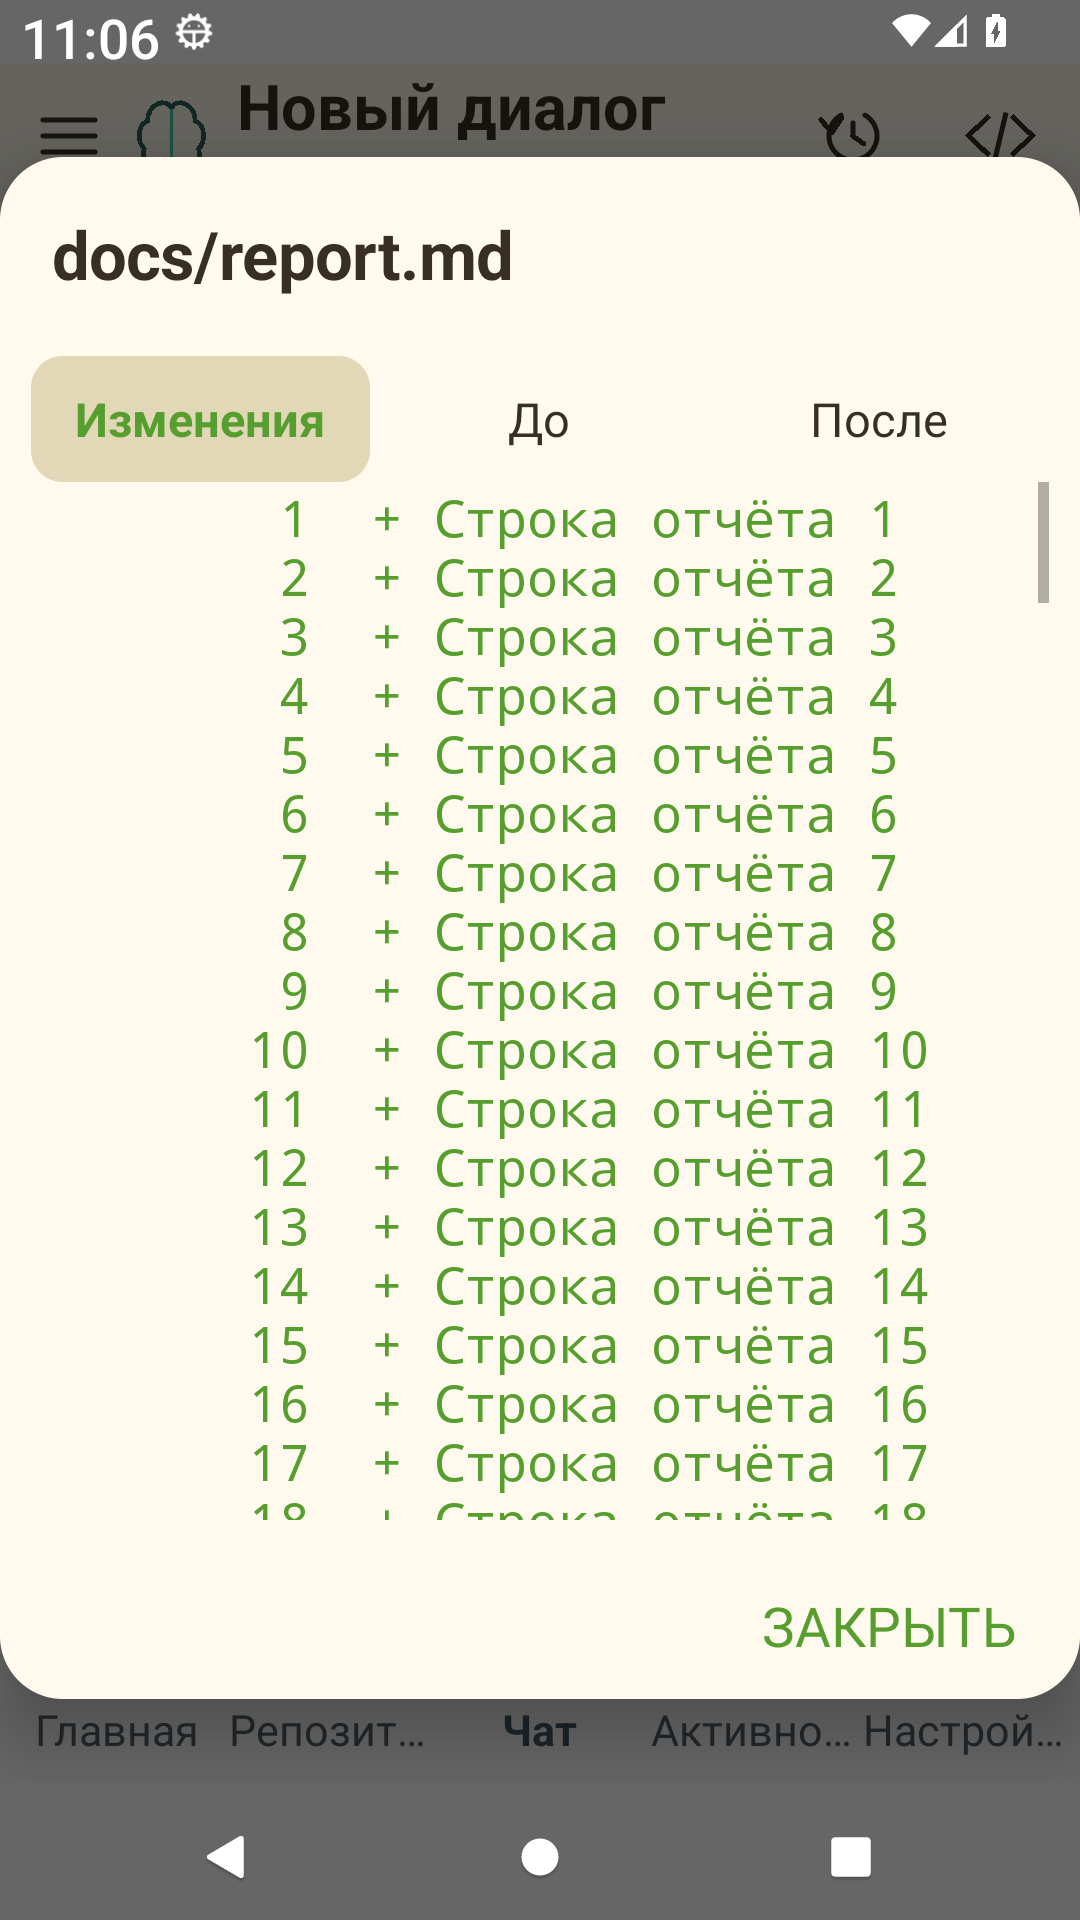 11:06
Новый диалог
docs/report.md
Изменения До После
1 + Строка отчёта 1
2 + Строка отчёта 2
3 + Строка отчёта 3
4 + Строка отчёта 4
5 + Строка отчёта 5
6 + Строка отчёта 6
7 + Строка отчёта 7
8 + Строка отчёта 8
9 + Строка отчёта 9
10 + Строка отчёта 10
11 + Строка отчёта 11
12 + Строка отчёта 12
13 + Строка отчёта 13
14 + Строка отчёта 14
15 + Строка отчёта 15
16 + Строка отчёта 16
17 + Строка отчёта 17
18 + Строка отчёта 18
ЗАКРЫТЬ
Главная Репозит... Чат Активно... Настрой...